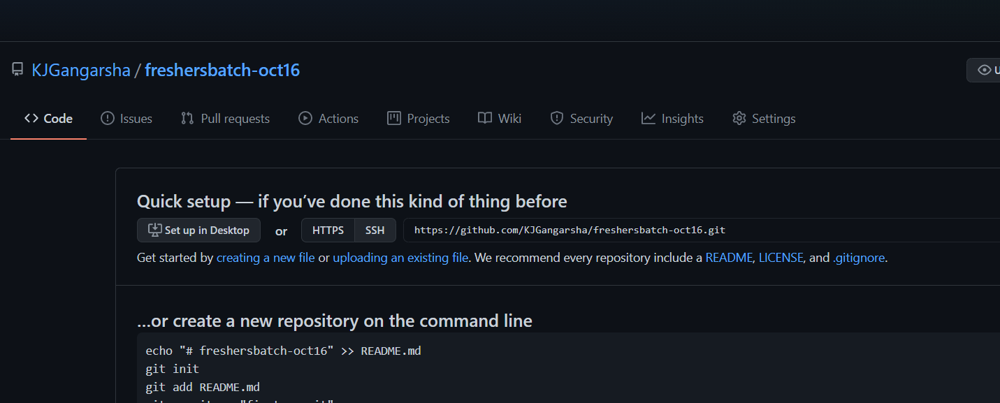 KJGangarsha / freshersbatch-oct16
Code Issues Pull requests Actions Projects Wiki Security Insights Settings
Quick setup — if you’ve done this kind of thing before
Set up in Desktop or HTTPS SSH https://github.com/KJGangarsha/freshersbatch-oct16.git
Get started by creating a new file or uploading an existing file. We recommend every repository include a README, LICENSE, and .gitignore.
…or create a new repository on the command line
echo "# freshersbatch-oct16" >> README.md
git init
git add README.md